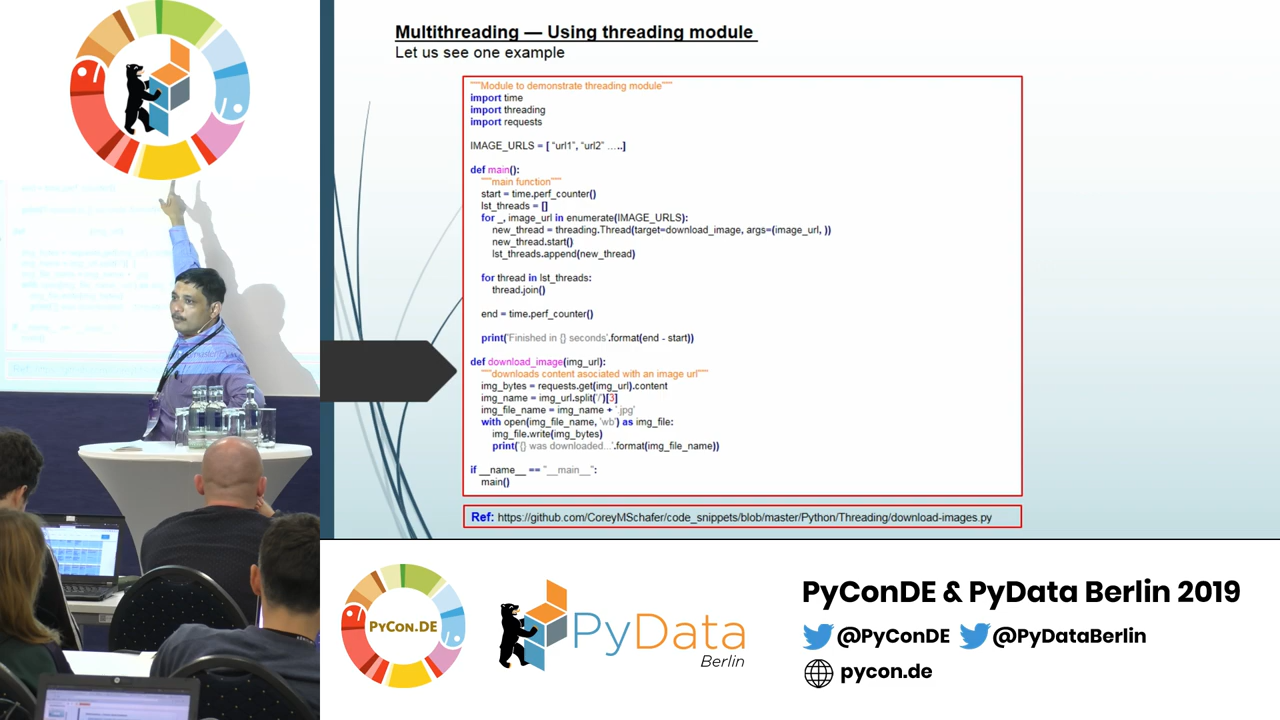 Multithreading — Using threading module
Let us see one example
"""Module to demonstrate threading module"""
import time
import threading
import requests
IMAGE_URLS = [ “url1”, “url2” …..]
def main():
"""main function"""
start = time.perf_counter()
lst_threads = []
for _, image_url in enumerate(IMAGE_URLS):
new_thread = threading.Thread(target=download_image, args=(image_url, ))
new_thread.start()
lst_threads.append(new_thread)
for thread in lst_threads:
thread.join()
end = time.perf_counter()
print('Finished in {} seconds'.format(end - start))
def download_image(img_url):
"""downloads content asociated with an image url"""
img_bytes = requests.get(img_url).content
img_name = img_url.split('/')[3]
img_file_name = img_name + '.jpg'
with open(img_file_name, 'wb') as img_file:
img_file.write(img_bytes)
print('{} was downloaded...'.format(img_file_name))
if __name__ == "__main__":
main()
Ref: https://github.com/CoreyMSchafer/code_snippets/blob/master/Python/Threading/download-images.py
PyCon.DE
PyData
Berlin
PyConDE & PyData Berlin 2019
@PyConDE @PyDataBerlin
pycon.de